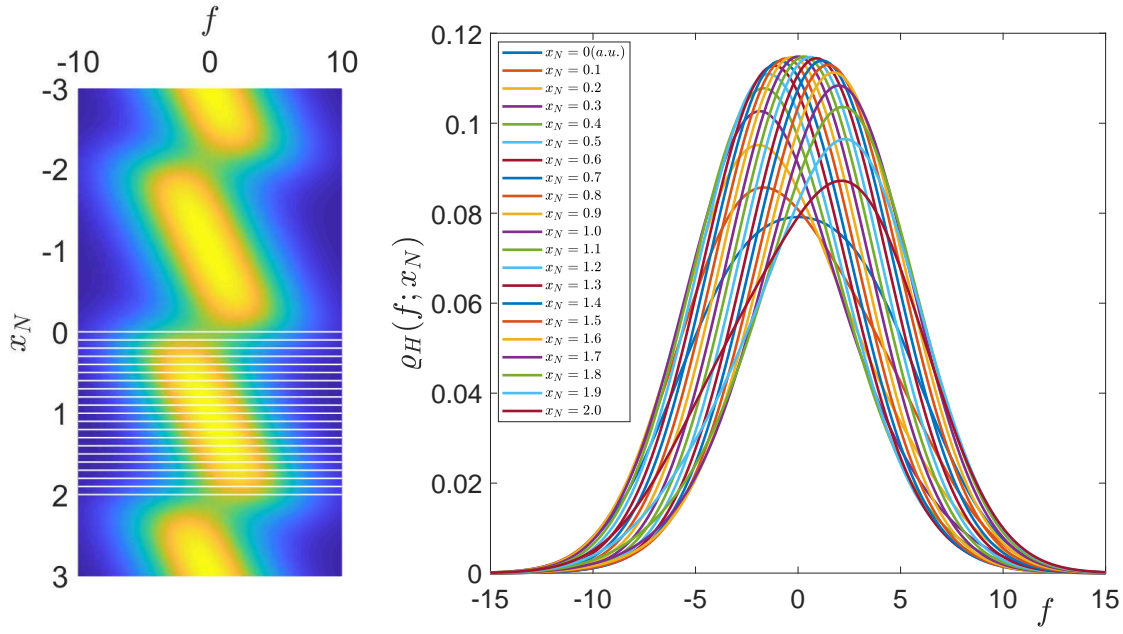 f
-10 0 10
-3
-2
-1
0
1
2
3
x_N
0.12
0.1
0.08
0.06
0.04
0.02
0
ϱ_H(f; x_N)
x_N = 0(a.u.)
x_N = 0.1
x_N = 0.2
x_N = 0.3
x_N = 0.4
x_N = 0.5
x_N = 0.6
x_N = 0.7
x_N = 0.8
x_N = 0.9
x_N = 1.0
x_N = 1.1
x_N = 1.2
x_N = 1.3
x_N = 1.4
x_N = 1.5
x_N = 1.6
x_N = 1.7
x_N = 1.8
x_N = 1.9
x_N = 2.0
-15 -10 -5 0 5 10 15
f